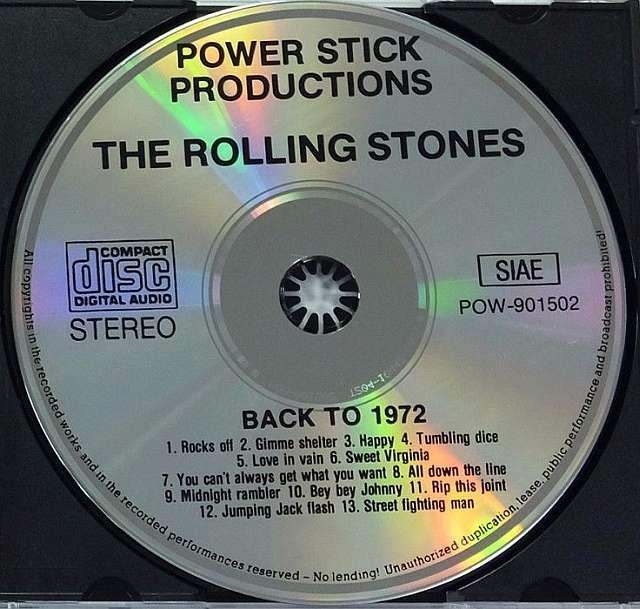 POWER STICK
PRODUCTIONS
THE ROLLING STONES
COMPACT
disc
DIGITAL AUDIO
STEREO
SIAE
POW-901502
BACK TO 1972
1. Rocks off 2. Gimme shelter 3. Happy 4. Tumbling dice
5. Love in vain 6. Sweet Virginia
7. You can't always get what you want 8. All down the line
9. Midnight rambler 10. Bey bey Johnny 11. Rip this joint
12. Jumping Jack flash 13. Street fighting man
All copyrights in the recorded works and in the recorded performances reserved – No lending! Unauthorized duplication, lease, public performance and broadcast prohibited!